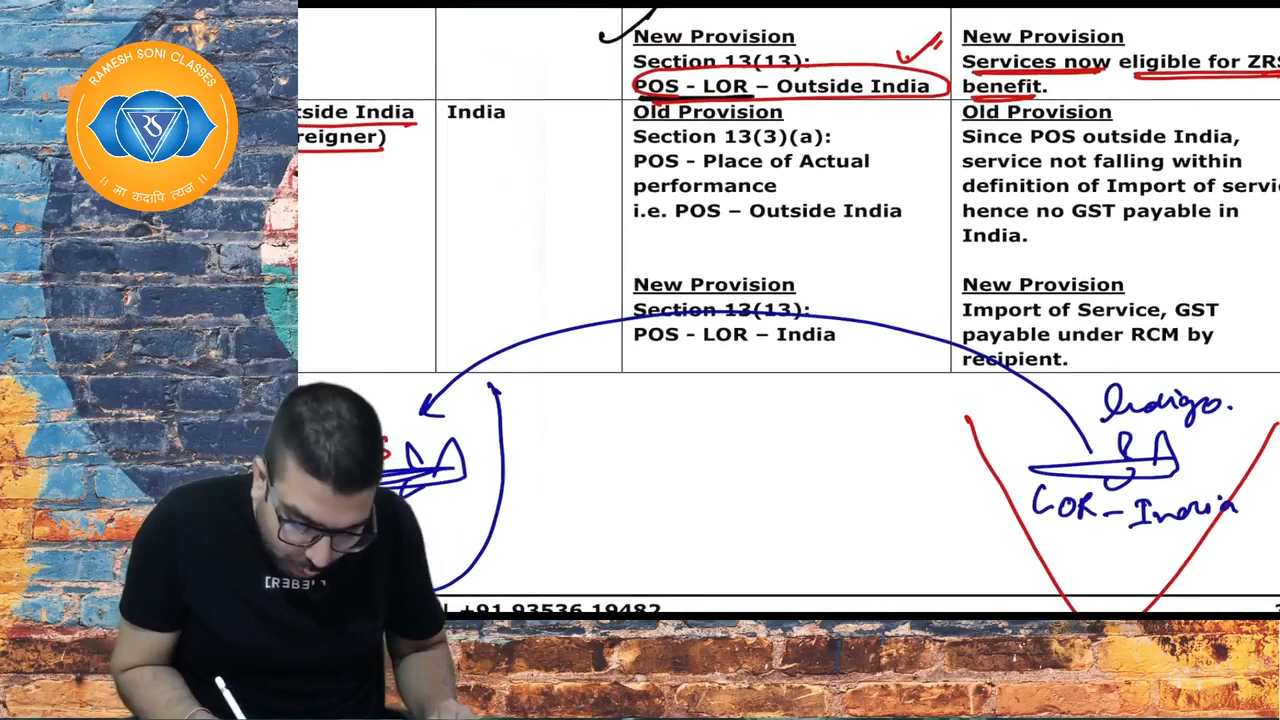 RAMESH SONI CLASSES
RS
॥ मा कदापि त्यज ॥
New Provision
Section 13(13):
POS - LOR – Outside India
New Provision
Services now eligible for ZRS
benefit.
tside India
reigner)
India
Old Provision
Section 13(3)(a):
POS - Place of Actual
performance
i.e. POS – Outside India
New Provision
Section 13(13):
POS - LOR – India
Old Provision
Since POS outside India,
service not falling within
definition of Import of servic
hence no GST payable in
India.
New Provision
Import of Service, GST
payable under RCM by
recipient.
Indigo.
LOR – India
+91 93536 19482